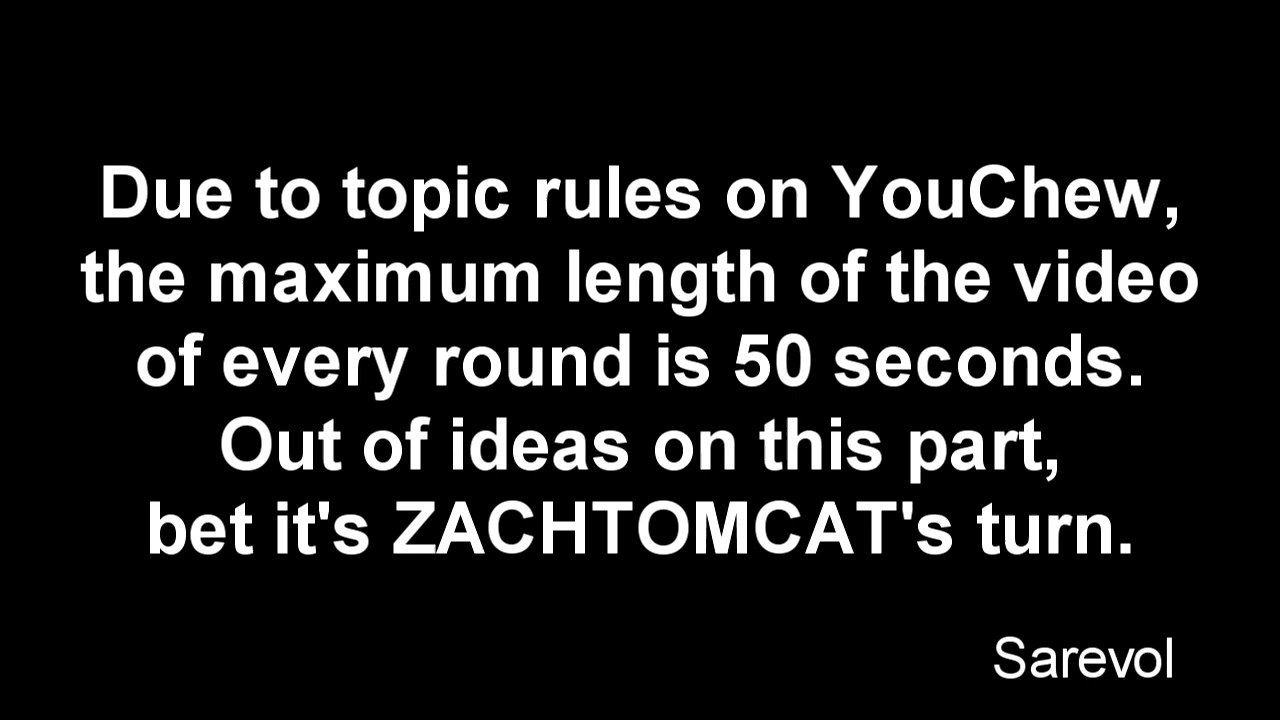 Due to topic rules on YouChew,
the maximum length of the video
of every round is 50 seconds.
Out of ideas on this part,
bet it's ZACHTOMCAT's turn.
Sarevol